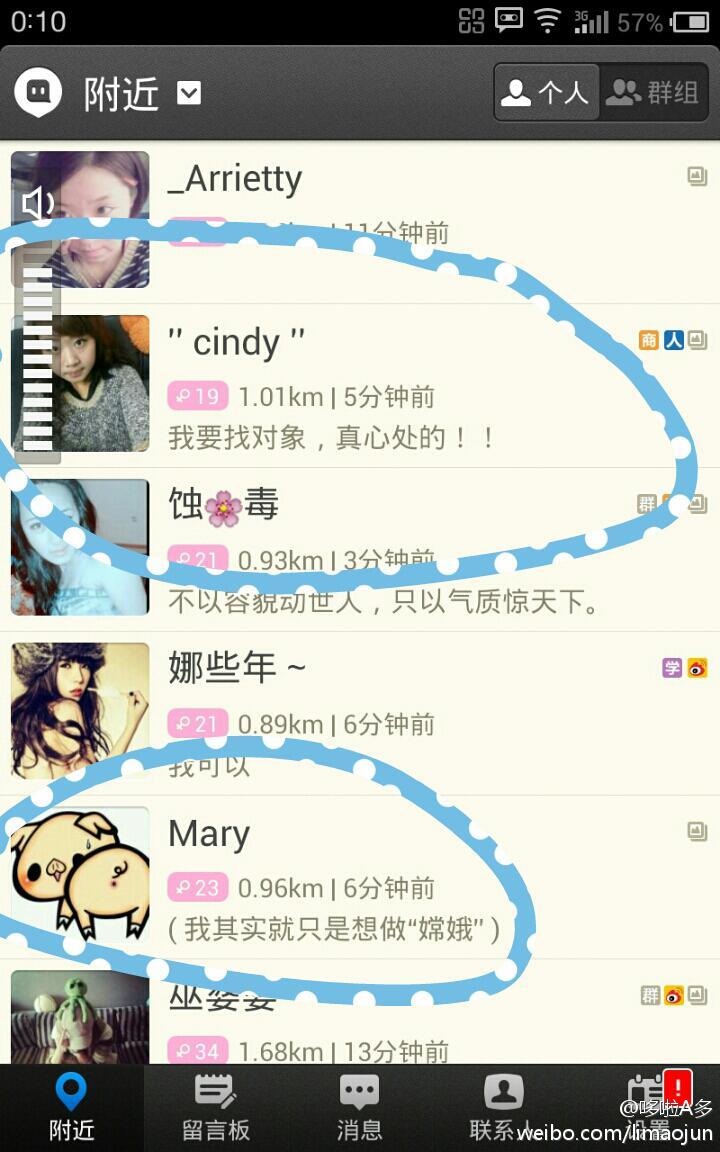 0:10
3G 57%
附近
个人 群组
_Arrietty
11分钟前
" cindy "
商 人
19 1.01km | 5分钟前
我要找对象，真心处的！！
蚀🌸毒
群
21 0.93km | 3分钟前
不以容貌动世人，只以气质惊天下。
娜些年 ~
学
21 0.89km | 6分钟前
我可以
Mary
23 0.96km | 6分钟前
( 我其实就只是想做“嫦娥” )
巫婆婆
群
34 1.68km | 13分钟前
附近 留言板 消息 联系人
@哆啦A多
weibo.com/limaojun